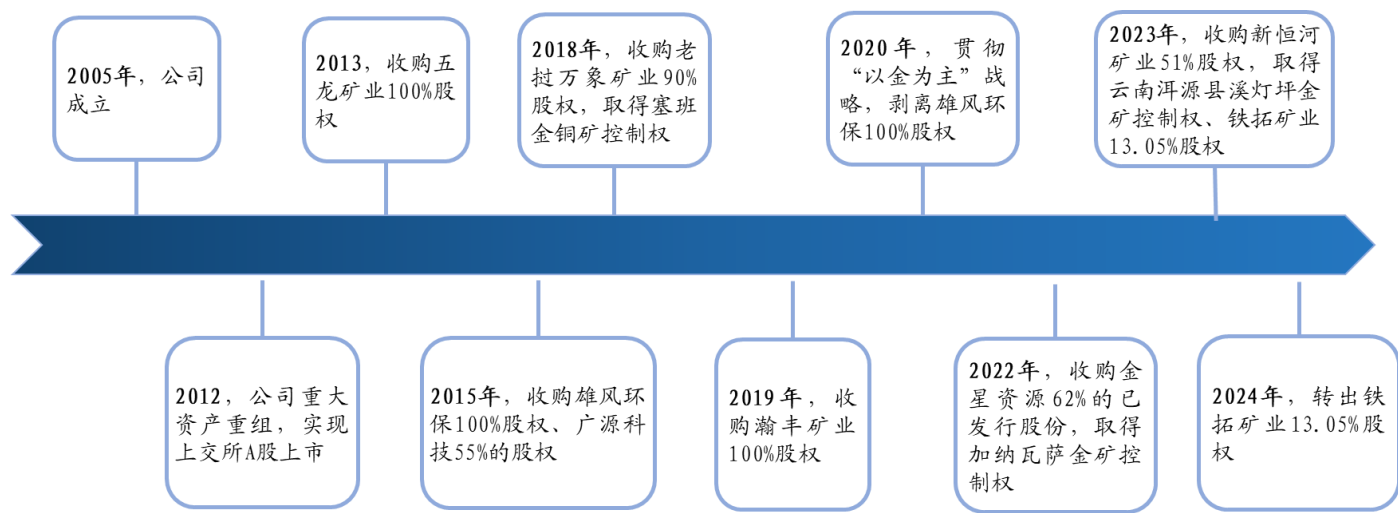 2005年，公司
成立
2013，收购五
龙矿业100%股
权
2018年，收购老
挝万象矿业90%
股权，取得塞班
金铜矿控制权
2020年，贯彻
“以金为主”战
略，剥离雄风环
保100%股权
2023年，收购新恒河
矿业51%股权，取得
云南洱源县溪灯坪金
矿控制权、铁拓矿业
13.05%股权
2012，公司重大
资产重组，实现
上交所A股上市
2015年，收购雄风环
保100%股权、广源科
技55%的股权
2019年，收
购瀚丰矿业
100%股权
2022年，收购金
星资源62%的已
发行股份，取得
加纳瓦萨金矿控
制权
2024年，转出铁
拓矿业13.05%股
权